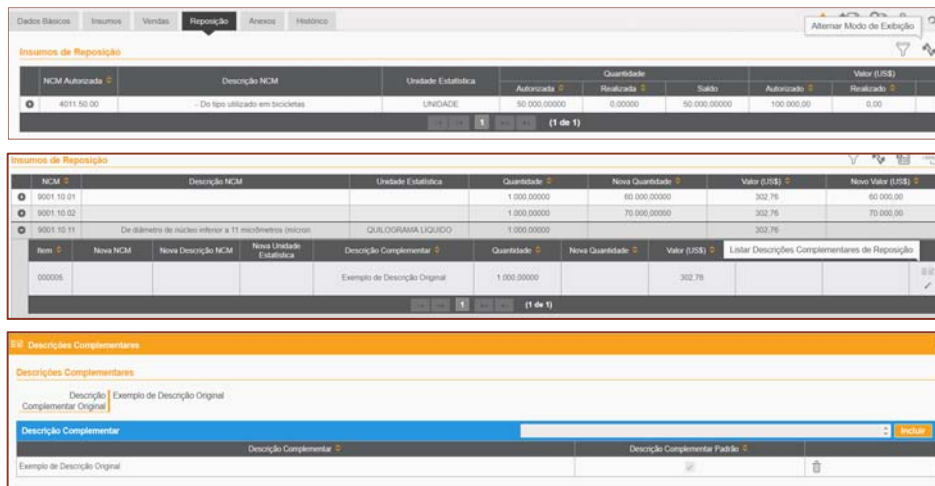 Dados Básicos Insumos Vendas Reposição Anexos Histórico
Alternar Modo de Exibição
Insumos de Reposição
NCM Autorizada Descrição NCM Unidade Estatística Quantidade Valor (US$)
Autorizada Realizada Saldo Autorizado Realizado
4011.50.00 - Do tipo utilizado em bicicletas UNIDADE 50.000,00000 0,00000 50.000,00000 100.000,00 0,00
1 (1 de 1)
Insumos de Reposição
NCM Descrição NCM Unidade Estatística Quantidade Nova Quantidade Valor (US$) Novo Valor (US$)
9001.10.01 1.000,00000 60.000,00000 302,76 60.000,00
9001.10.02 1.000,00000 70.000,00000 302,76 70.000,00
9001.10.11 De diâmetro de núcleo inferior a 11 micrômetros (mícron QUILOGRAMA LIQUIDO 1.000,00000 302,76
Item Nova NCM Nova Descrição NCM Nova Unidade Estatística Descrição Complementar Quantidade Nova Quantidade Valor (US$) Listar Descrições Complementares de Reposição
000005 Exemplo de Descrição Original 1.000,00000 302,76
1 (1 de 1)
Descrições Complementares
Descrições Complementares
Descrição Exemplo de Descrição Original
Complementar Original
Descrição Complementar Incluir
Descrição Complementar Descrição Complementar Padrão
Exemplo de Descrição Original